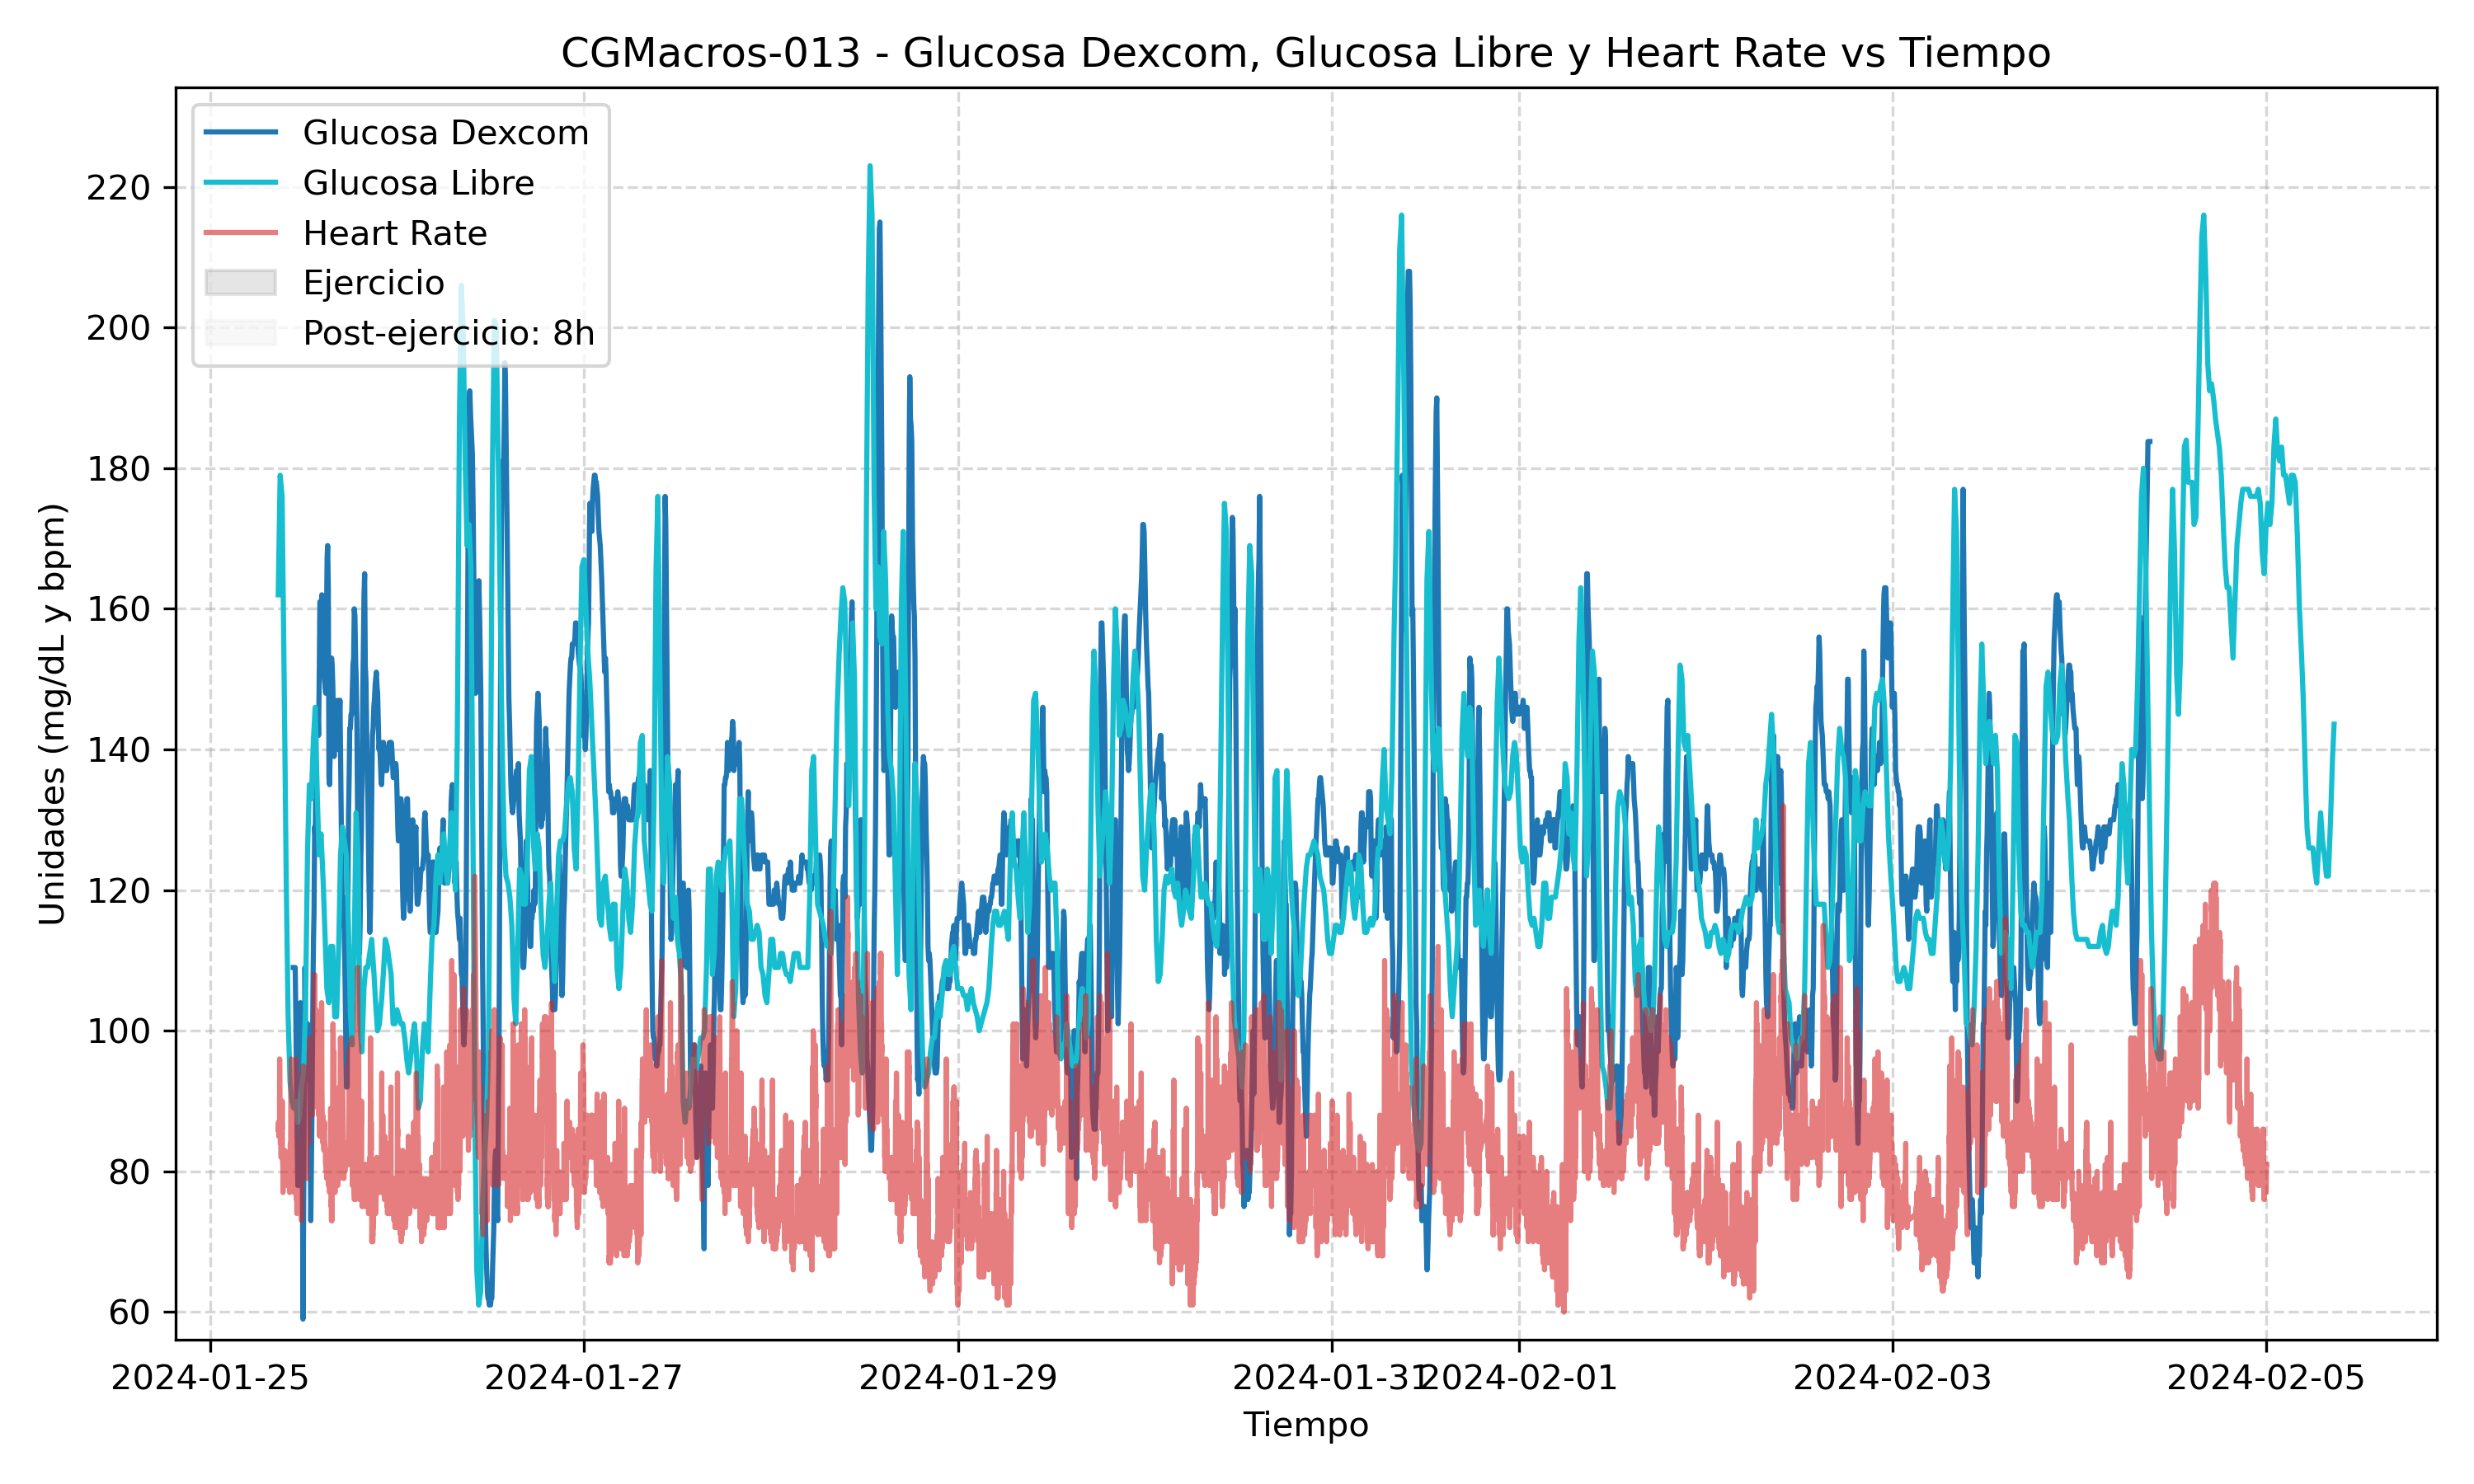 CGMacros-013 - Glucosa Dexcom, Glucosa Libre y Heart Rate vs Tiempo
Glucosa Dexcom
Glucosa Libre
Heart Rate
Ejercicio
Post-ejercicio: 8h
Unidades (mg/dL y bpm)
220
200
180
160
140
120
100
80
60
2024-01-25
2024-01-27
2024-01-29
2024-01-31
2024-02-01
2024-02-03
2024-02-05
Tiempo